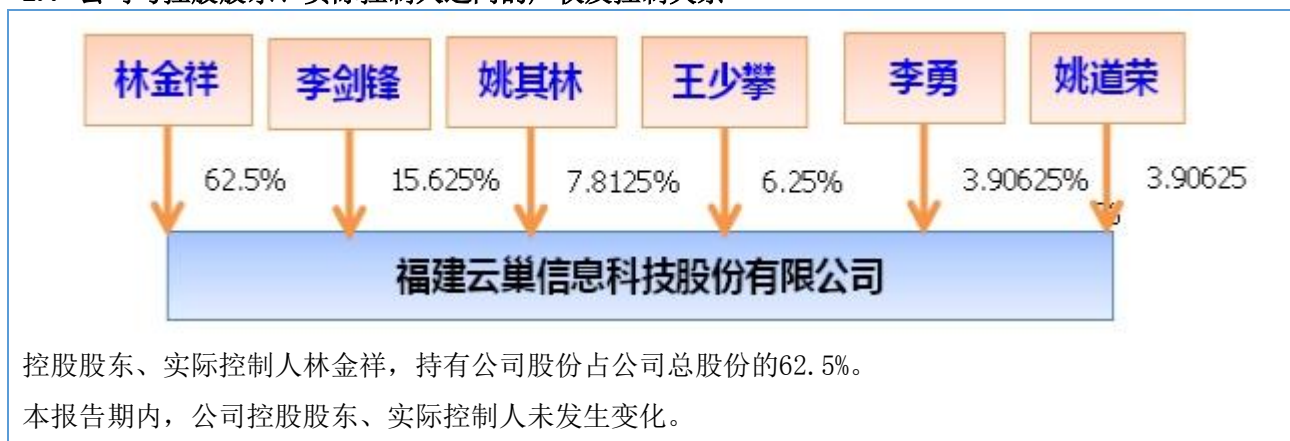 林金祥 李剑锋 姚其林 王少攀 李勇 姚道荣
62.5% 15.625% 7.8125% 6.25% 3.90625% 3.90625
%
福建云巢信息科技股份有限公司
控股股东、实际控制人林金祥，持有公司股份占公司总股份的62.5%。
本报告期内，公司控股股东、实际控制人未发生变化。